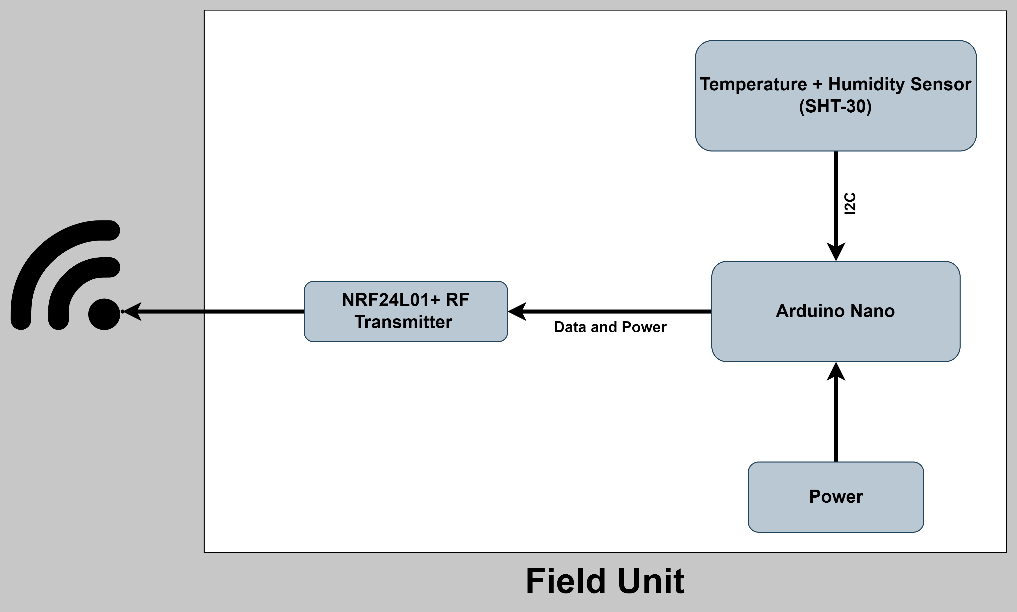 Temperature + Humidity Sensor
(SHT-30)
I2C
NRF24L01+ RF
Transmitter
Data and Power
Arduino Nano
Power
Field Unit